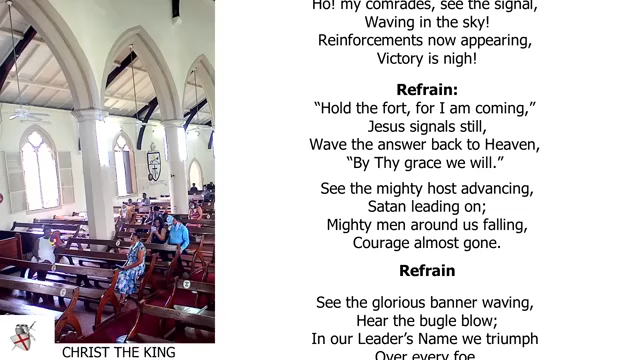 Ho! my comrades, see the signal,
Waving in the sky!
Reinforcements now appearing,
Victory is nigh!
Refrain:
“Hold the fort, for I am coming,”
Jesus signals still,
Wave the answer back to Heaven,
“By Thy grace we will.”
See the mighty host advancing,
Satan leading on;
Mighty men around us falling,
Courage almost gone.
Refrain
See the glorious banner waving,
Hear the bugle blow;
In our Leader’s Name we triumph
Over every foe.
CHRIST THE KING